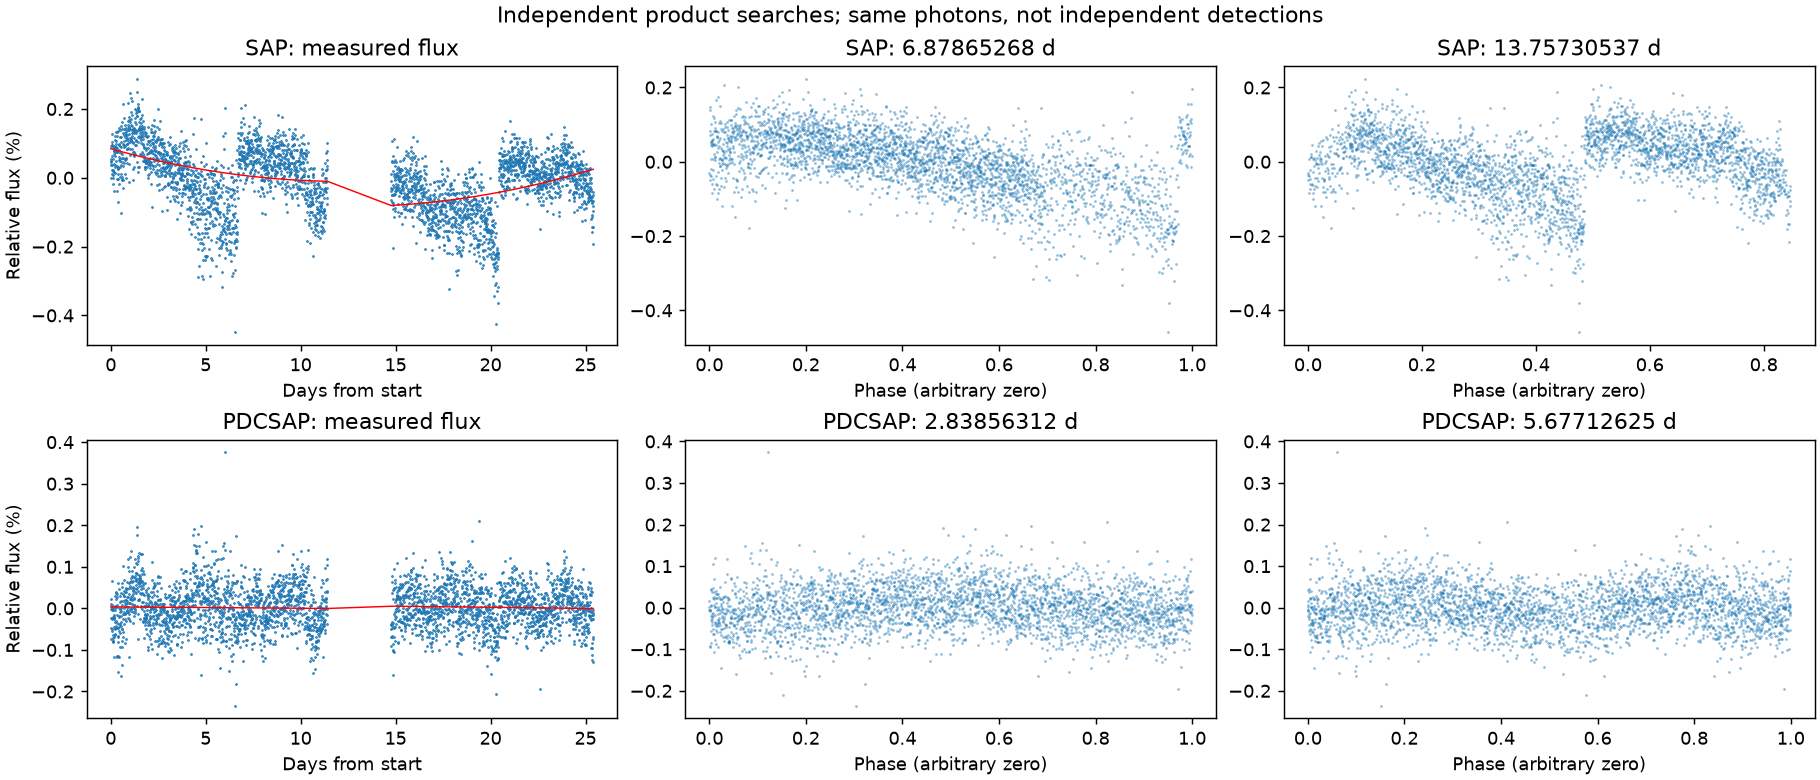 Independent product searches; same photons, not independent detections
SAP: measured flux
SAP: 6.87865268 d
SAP: 13.75730537 d
Relative flux (%)
0.2
0.0
−0.2
−0.4
0.2
0.0
−0.2
−0.4
0.2
0.0
−0.2
−0.4
0 5 10 15 20 25
0.0 0.2 0.4 0.6 0.8 1.0
0.0 0.2 0.4 0.6 0.8
Days from start
Phase (arbitrary zero)
Phase (arbitrary zero)
PDCSAP: measured flux
PDCSAP: 2.83856312 d
PDCSAP: 5.67712625 d
Relative flux (%)
0.4
0.3
0.2
0.1
0.0
−0.1
−0.2
0.4
0.3
0.2
0.1
0.0
−0.1
−0.2
0.4
0.3
0.2
0.1
0.0
−0.1
−0.2
0 5 10 15 20 25
0.0 0.2 0.4 0.6 0.8 1.0
0.0 0.2 0.4 0.6 0.8 1.0
Days from start
Phase (arbitrary zero)
Phase (arbitrary zero)